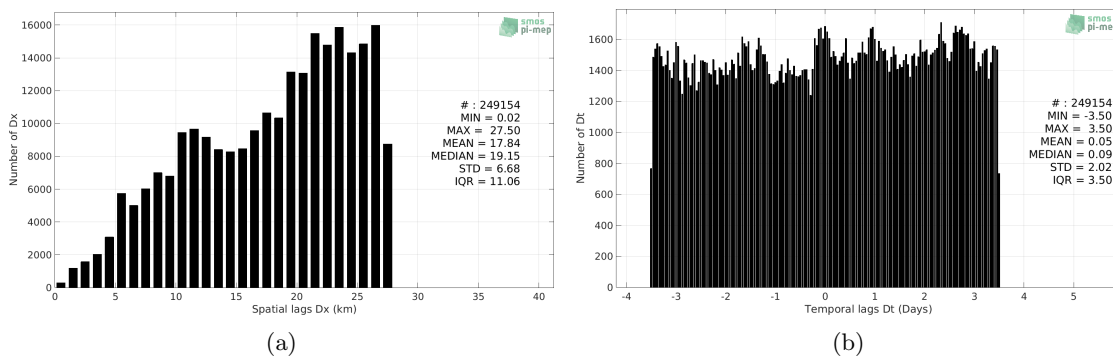 16000
14000
12000
10000
8000
6000
4000
2000
0
Number of Dx
0 5 10 15 20 25 30 35 40
Spatial lags Dx (km)
smos
pi-mep
# : 249154
MIN = 0.02
MAX = 27.50
MEAN = 17.84
MEDIAN = 19.15
STD = 6.68
IQR = 11.06
(a)
1600
1400
1200
1000
800
600
400
200
0
Number of Dt
-4 -3 -2 -1 0 1 2 3 4 5
Temporal lags Dt (Days)
smos
pi-mep
# : 249154
MIN = -3.50
MAX = 3.50
MEAN = 0.05
MEDIAN = 0.09
STD = 2.02
IQR = 3.50
(b)